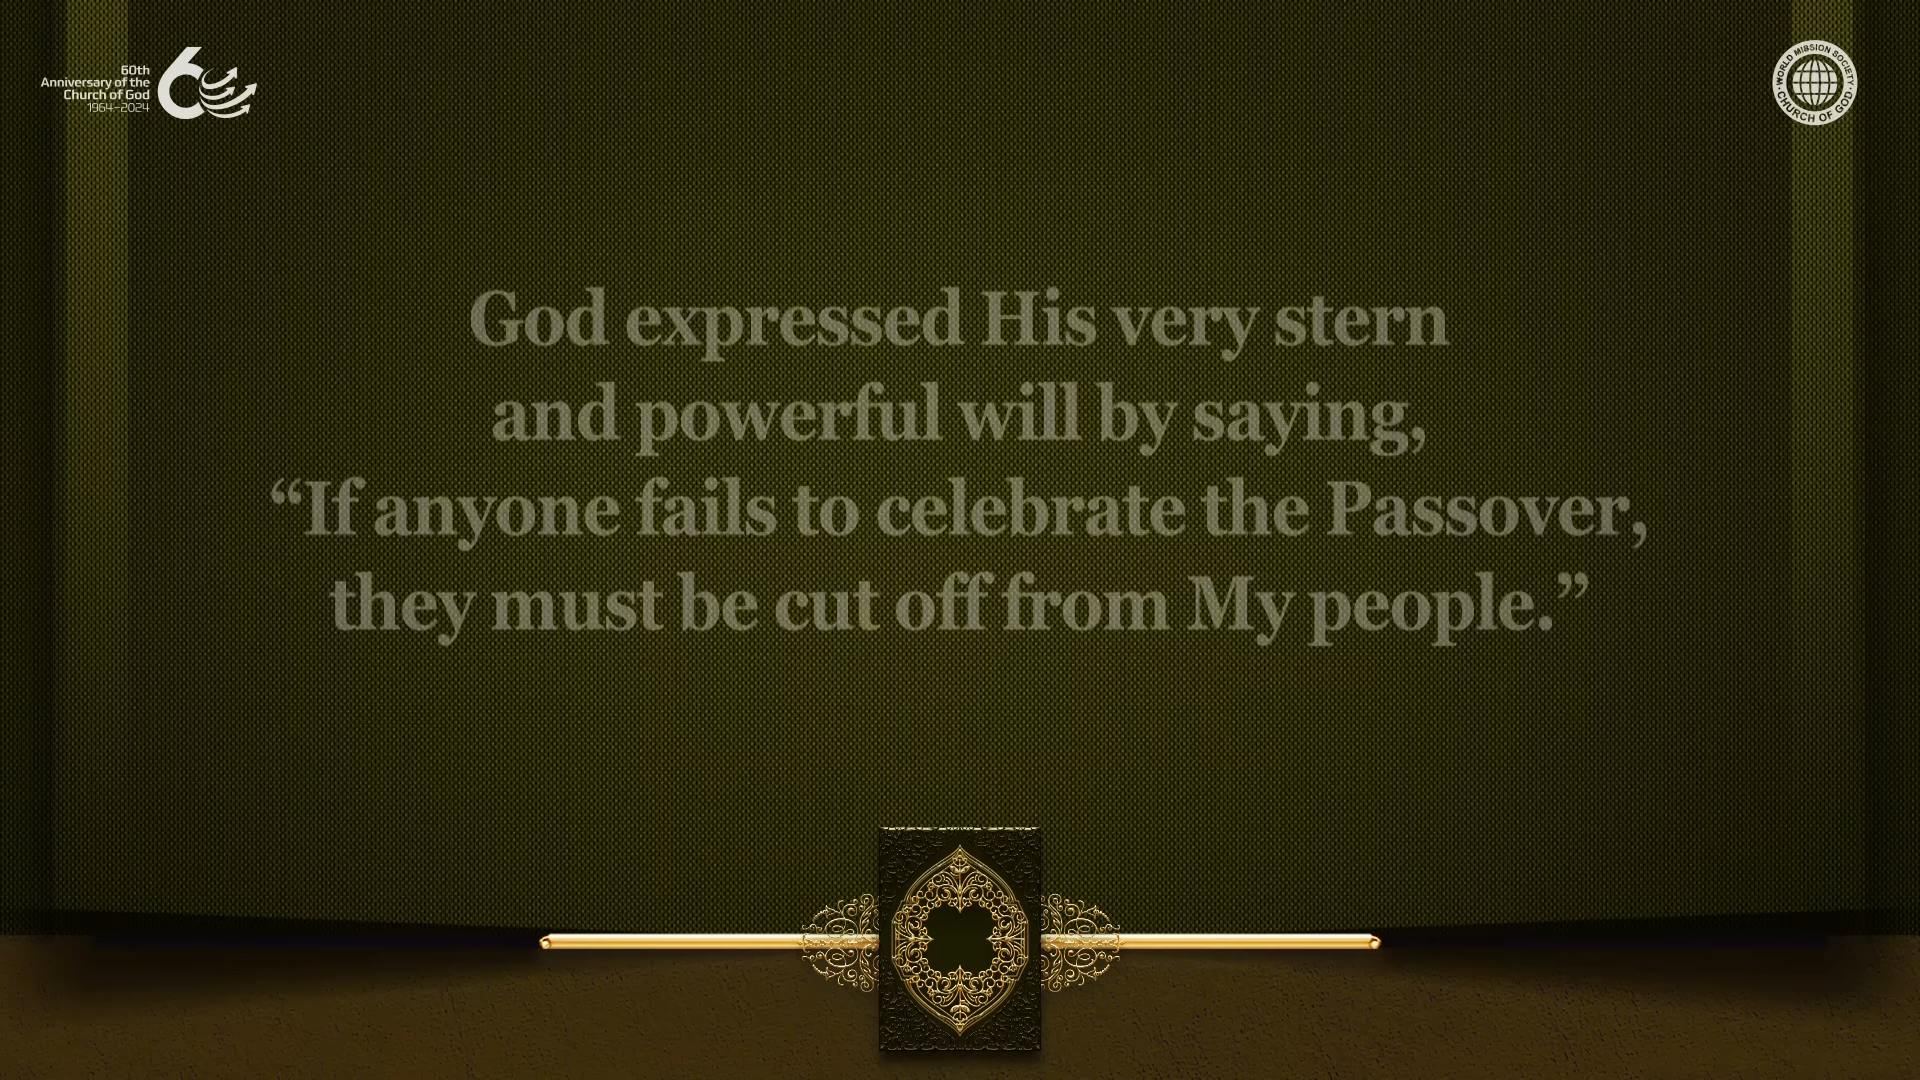 60th
Anniversary of the
Church of God
1964–2024
WORLD MISSION SOCIETY
CHURCH OF GOD
God expressed His very stern
and powerful will by saying,
“If anyone fails to celebrate the Passover,
they must be cut off from My people.”